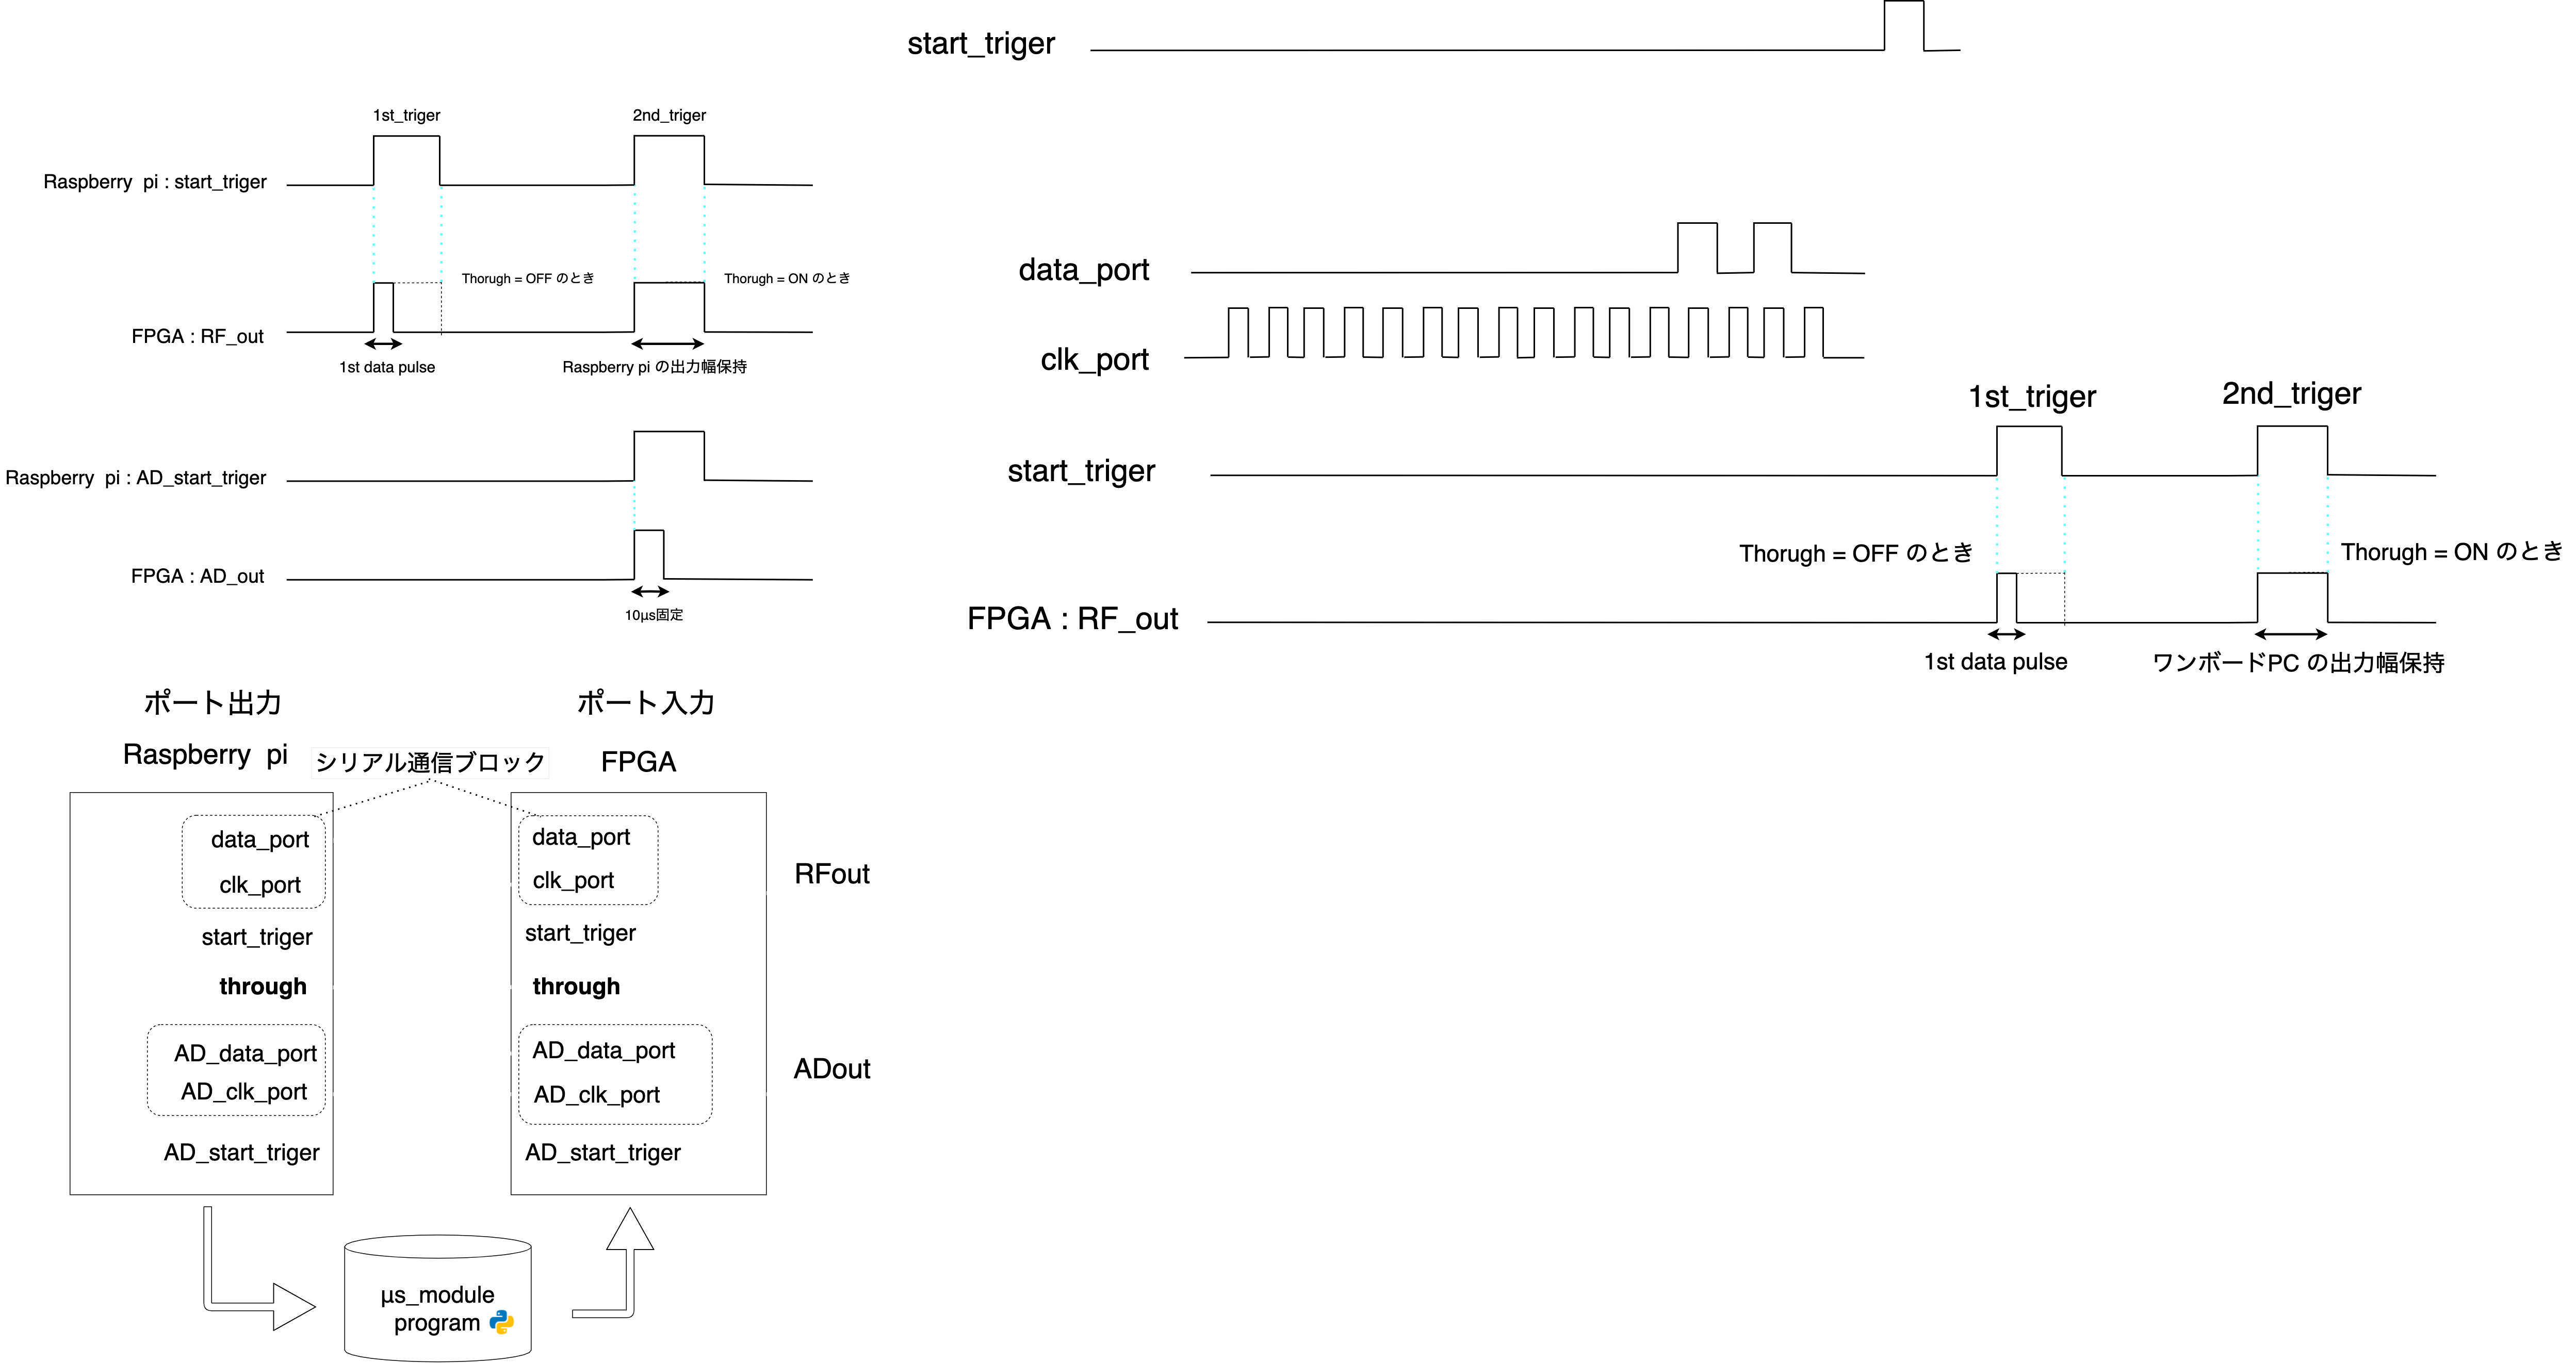 start_triger
1st_triger
2nd_triger
Raspberry pi : start_triger
Thorugh = OFF のとき
Thorugh = ON のとき
FPGA : RF_out
1st data pulse
Raspberry pi の出力幅保持
Raspberry pi : AD_start_triger
FPGA : AD_out
10μs固定
data_port
clk_port
1st_triger
2nd_triger
start_triger
Thorugh = OFF のとき
Thorugh = ON のとき
FPGA : RF_out
1st data pulse
ワンボードPC の出力幅保持
ポート出力
ポート入力
Raspberry pi
シリアル通信ブロック
FPGA
data_port
clk_port
start_triger
through
AD_data_port
AD_clk_port
AD_start_triger
data_port
clk_port
start_triger
through
AD_data_port
AD_clk_port
AD_start_triger
RFout
ADout
μs_module
program